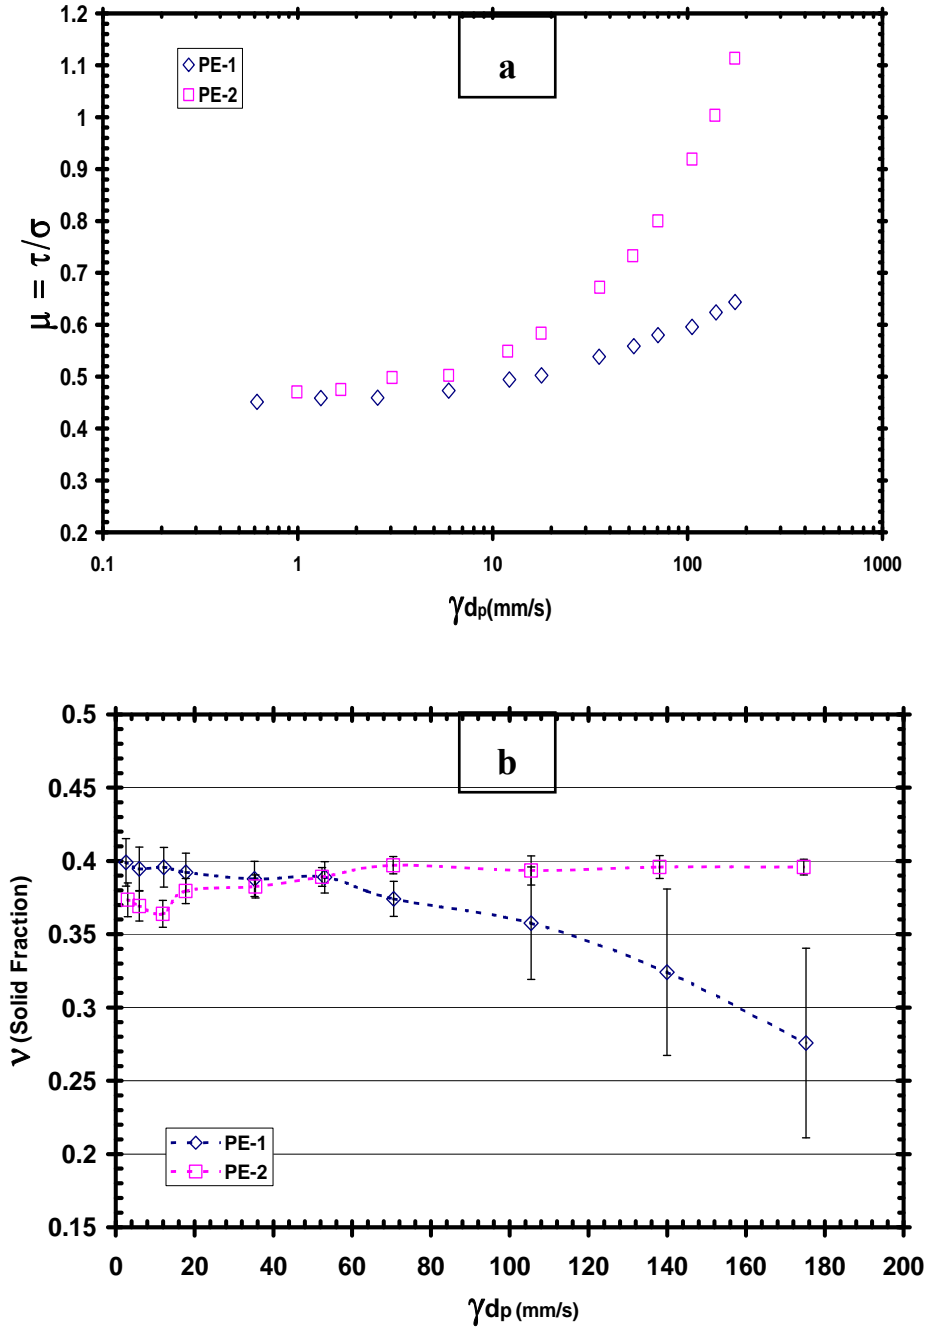 1.2
a
PE-1
PE-2
1.1
1
0.9
0.8
0.7
0.6
0.5
0.4
0.3
0.2
μ = τ/σ
0.1 1 10 100 1000
γdp(mm/s)
0.5
b
0.45
0.4
0.35
0.3
0.25
0.2
0.15
ν (Solid Fraction)
PE-1
PE-2
0 20 40 60 80 100 120 140 160 180 200
γdp (mm/s)